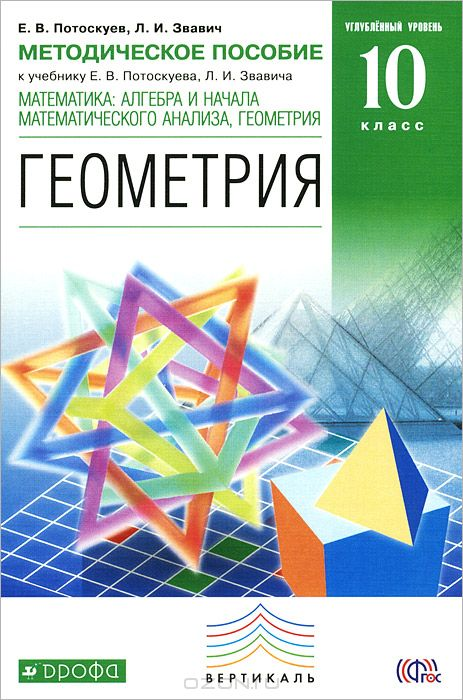 Е. В. Потоскуев, Л. И. Звавич
МЕТОДИЧЕСКОЕ ПОСОБИЕ
к учебнику Е. В. Потоскуева, Л. И. Звавича
МАТЕМАТИКА: АЛГЕБРА И НАЧАЛА
МАТЕМАТИЧЕСКОГО АНАЛИЗА, ГЕОМЕТРИЯ
ГЕОМЕТРИЯ
УГЛУБЛЁННЫЙ УРОВЕНЬ
10
КЛАСС
ДРОФА
ВЕРТИКАЛЬ
ФГОС
OZON.RU